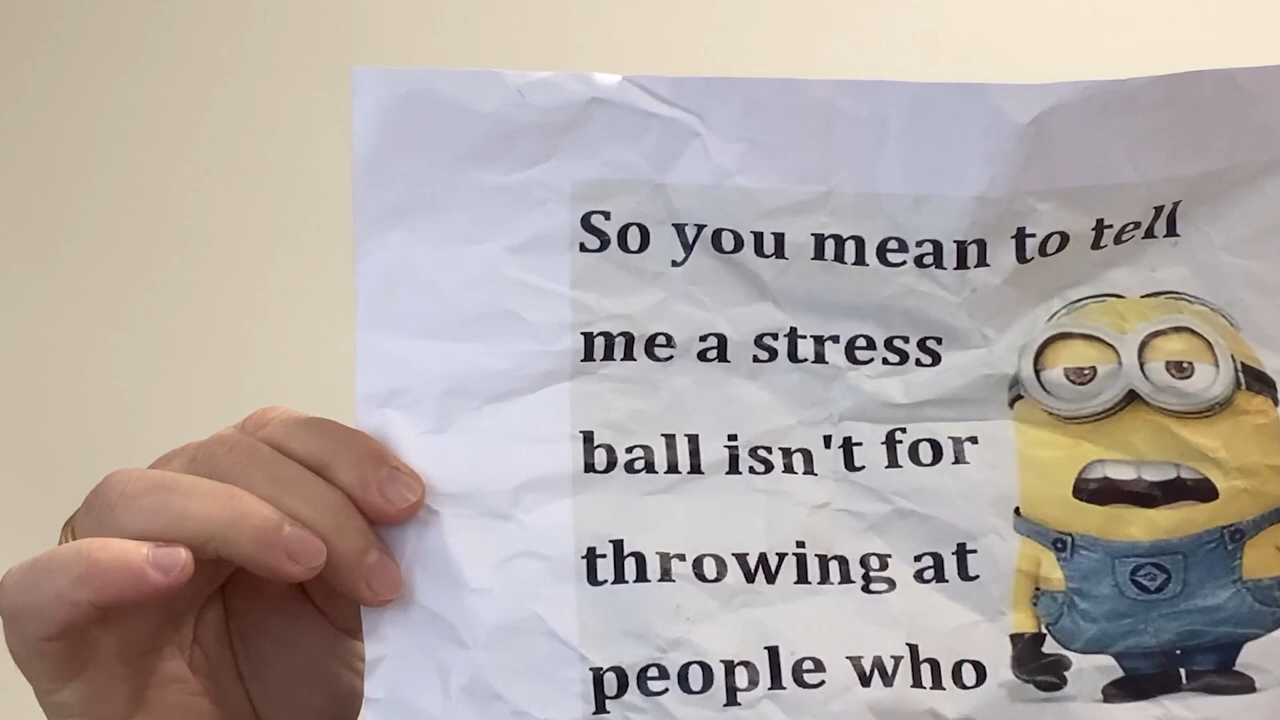 So you mean to tell
me a stress
ball isn't for
throwing at
people who